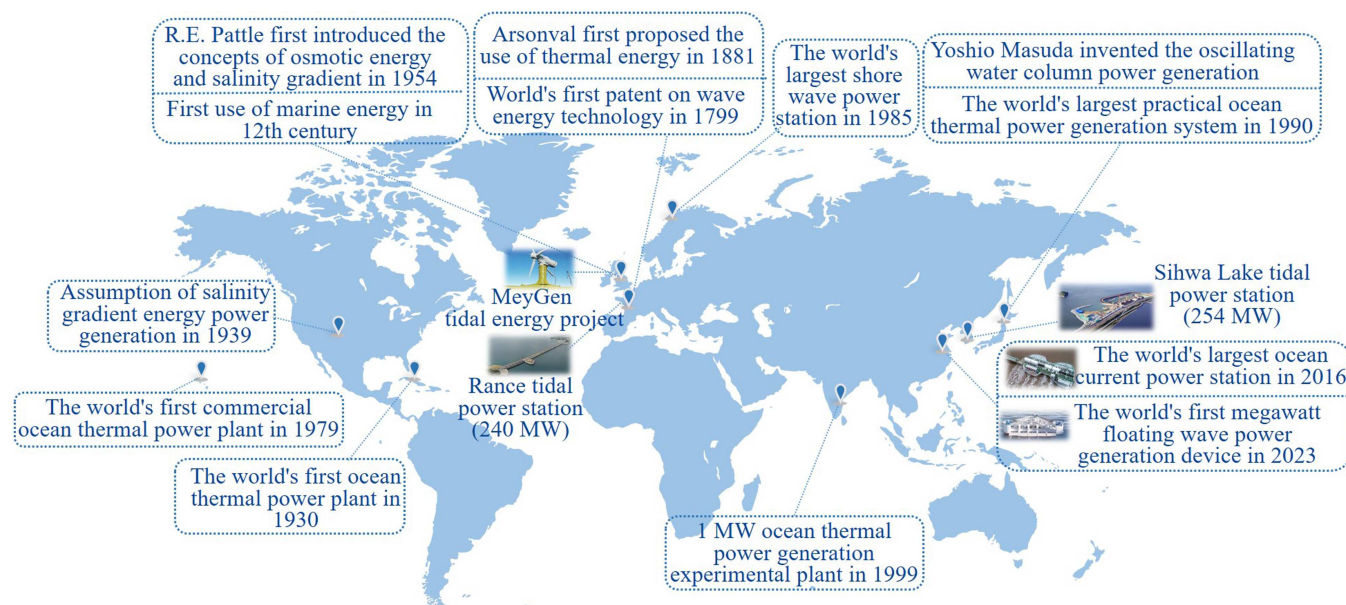 R.E. Pattle first introduced the
concepts of osmotic energy
and salinity gradient in 1954
First use of marine energy in
12th century
Arsonval first proposed the
use of thermal energy in 1881
World's first patent on wave
energy technology in 1799
The world's
largest shore
wave power
station in 1985
Yoshio Masuda invented the oscillating
water column power generation
The world's largest practical ocean
thermal power generation system in 1990
MeyGen
tidal energy project
Assumption of salinity
gradient energy power
generation in 1939
Sihwa Lake tidal
power station
(254 MW)
Rance tidal
power station
(240 MW)
The world's largest ocean
current power station in 2016
The world's first commercial
ocean thermal power plant in 1979
The world's first megawatt
floating wave power
generation device in 2023
The world's first ocean
thermal power plant in
1930
1 MW ocean thermal
power generation
experimental plant in 1999